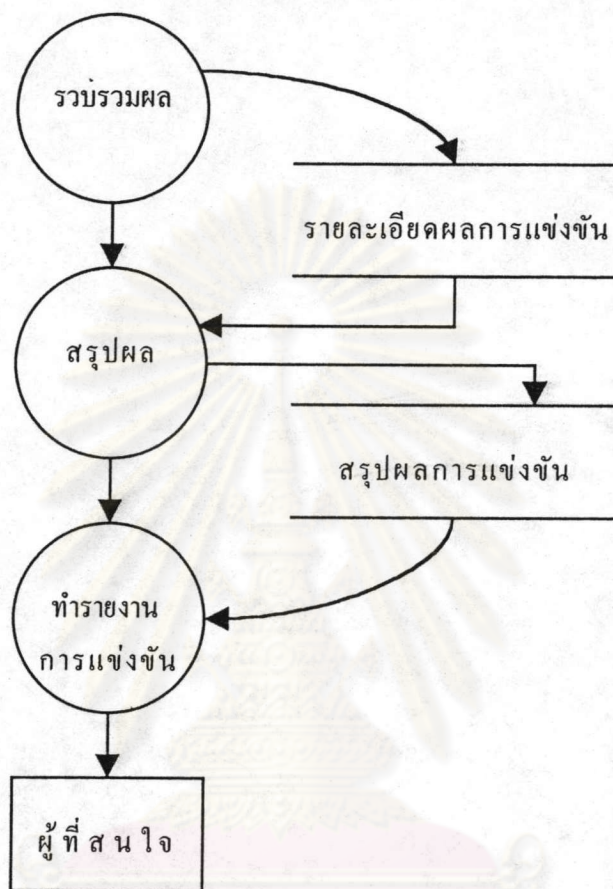 รวบรวมผล
รายละเอียดผลการแข่งขัน
สรุปผล
สรุปผลการแข่งขัน
ทำรายงาน
การแข่งขัน
ผู้ที่สนใจ